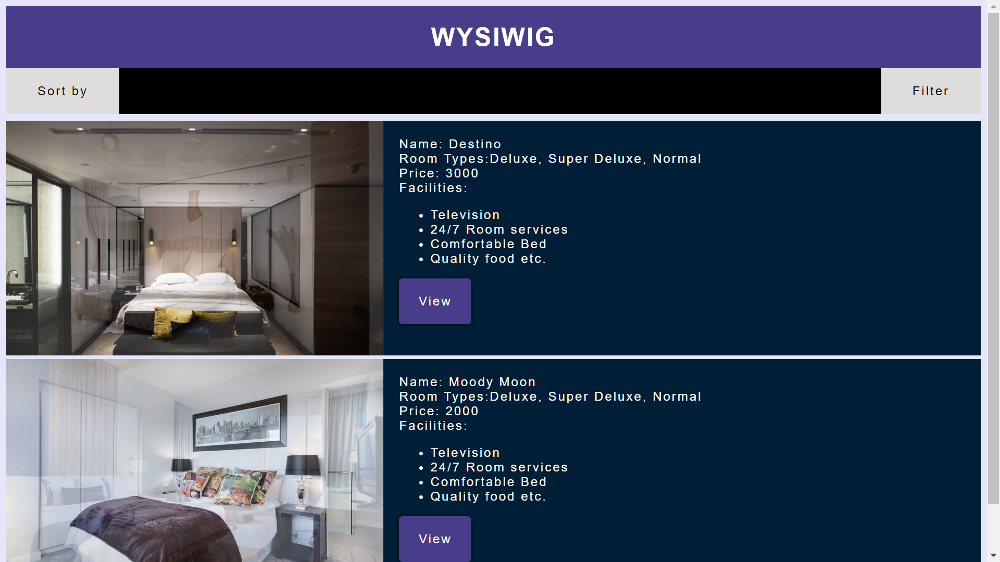 WYSIWIG
Sort by
Filter
Name: Destino
Room Types:Deluxe, Super Deluxe, Normal
Price: 3000
Facilities:
• Television
• 24/7 Room services
• Comfortable Bed
• Quality food etc.
View
Name: Moody Moon
Room Types:Deluxe, Super Deluxe, Normal
Price: 2000
Facilities:
• Television
• 24/7 Room services
• Comfortable Bed
• Quality food etc.
View